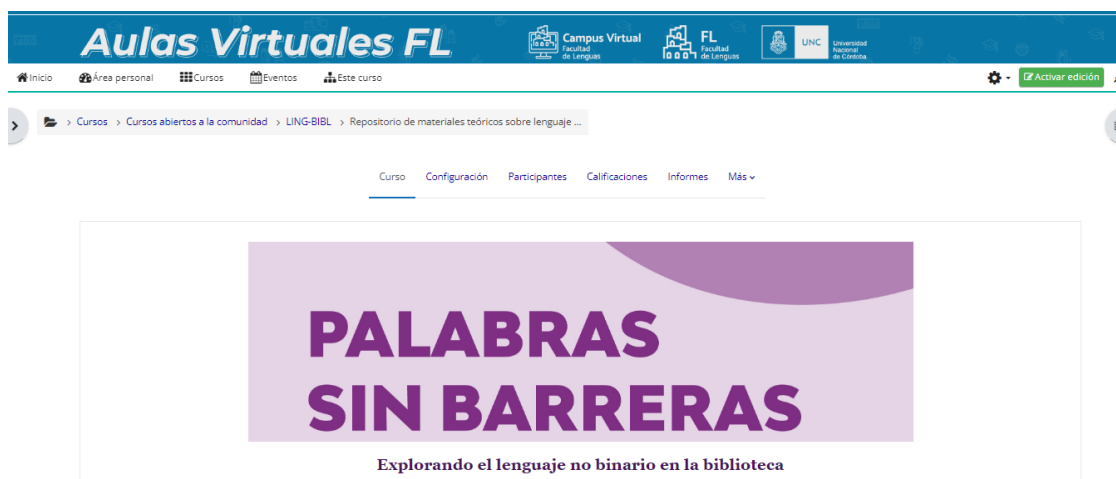 Aulas Virtuales FL
Campus Virtual
Facultad
de Lenguas
FL
Facultad
de Lenguas
UNC
Universidad
Nacional
de Córdoba
Inicio Área personal Cursos Eventos Este curso Activar edición
> Cursos > Cursos abiertos a la comunidad > LING-BIBL > Repositorio de materiales teóricos sobre lenguaje ...
Curso Configuración Participantes Calificaciones Informes Más
PALABRAS
SIN BARRERAS
Explorando el lenguaje no binario en la biblioteca